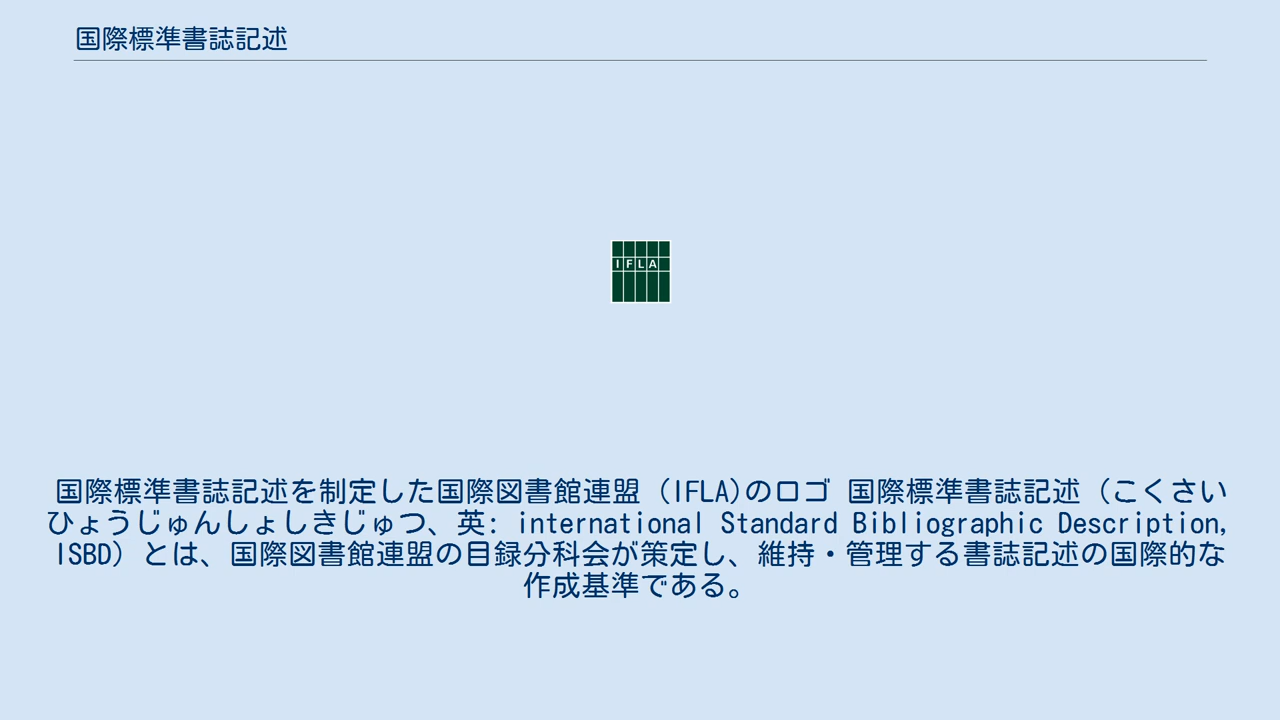 国際標準書誌記述
IFLA
国際標準書誌記述を制定した国際図書館連盟 (IFLA)のロゴ 国際標準書誌記述（こくさい
ひょうじゅんしょしきじゅつ、英: international Standard Bibliographic Description,
ISBD）とは、国際図書館連盟の目録分科会が策定し、維持・管理する書誌記述の国際的な
作成基準である。